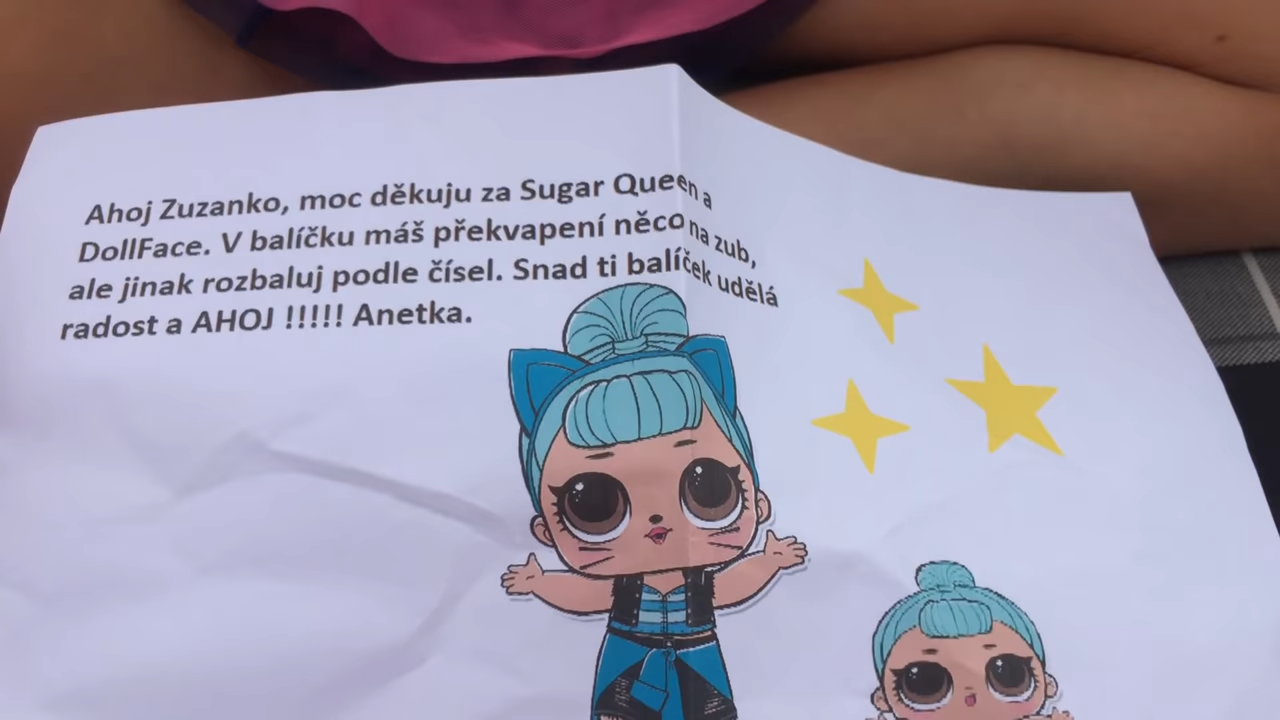 Ahoj Zuzanko, moc děkuju za Sugar Queen a
DollFace. V balíčku máš překvapení něco na zub,
ale jinak rozbaluj podle čísel. Snad ti balíček udělá
radost a AHOJ !!!!! Anetka.